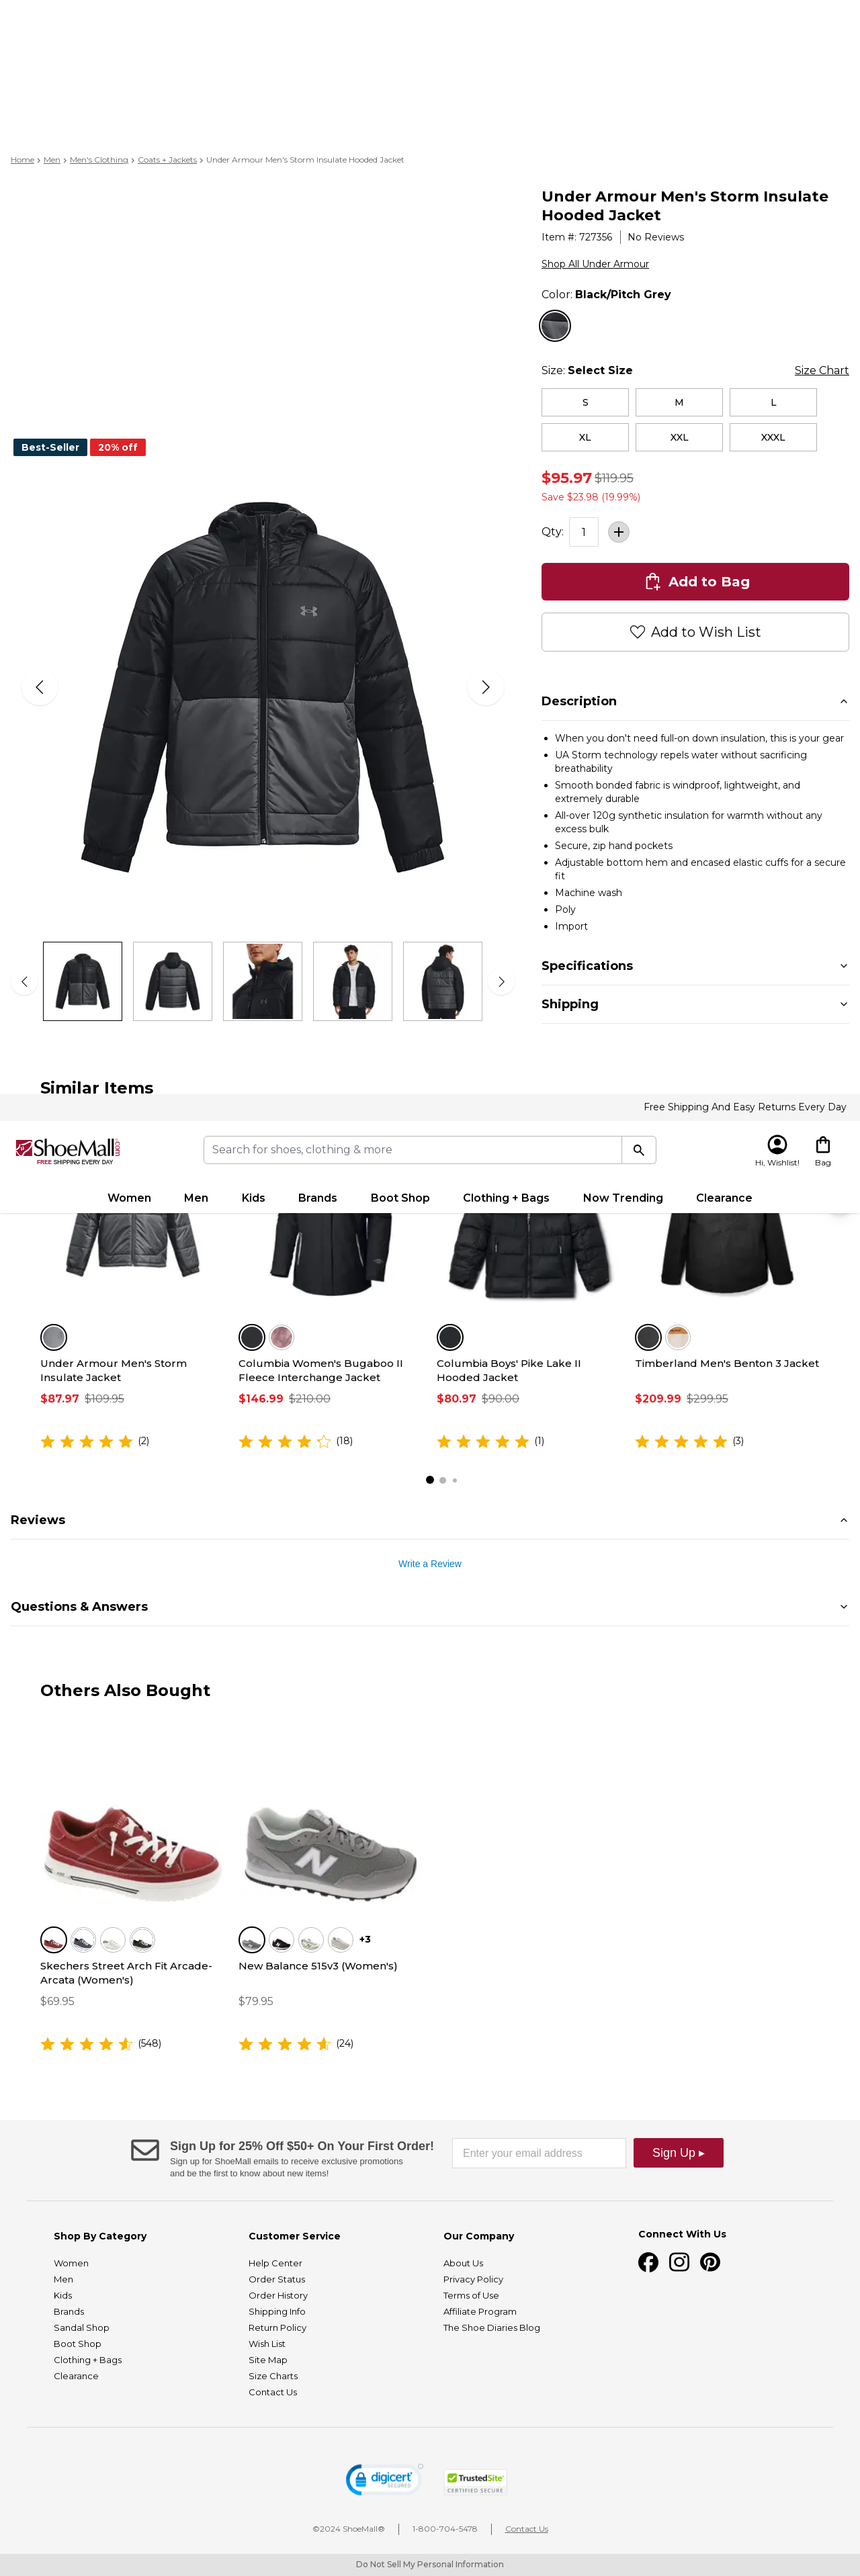 Home > Men > Men's Clothing > Coats + Jackets > Under Armour Men's Storm Insulate Hooded Jacket
Under Armour Men's Storm Insulate
Hooded Jacket
Item #: 727356 | No Reviews
Shop All Under Armour
Color: Black/Pitch Grey
Size: Select Size
Size Chart
S
M
L
XL
XXL
XXXL
Best-Seller
20% off
$95.97 $119.95
Save $23.98 (19.99%)
Qty: 1
Add to Bag
Add to Wish List
Description
When you don't need full-on down insulation, this is your gear
UA Storm technology repels water without sacrificing
breathability
Smooth bonded fabric is windproof, lightweight, and
extremely durable
All-over 120g synthetic insulation for warmth without any
excess bulk
Secure, zip hand pockets
Adjustable bottom hem and encased elastic cuffs for a secure
fit
Machine wash
Poly
Import
Specifications
Shipping
Similar Items
Free Shipping And Easy Returns Every Day
ShoeMall.com
FREE SHIPPING EVERY DAY
Search for shoes, clothing & more
Hi, Wishlist!
Bag
Women
Men
Kids
Brands
Boot Shop
Clothing + Bags
Now Trending
Clearance
Under Armour Men's Storm
Insulate Jacket
$87.97 $109.95
(2)
Columbia Women's Bugaboo II
Fleece Interchange Jacket
$146.99 $210.00
(18)
Columbia Boys' Pike Lake II
Hooded Jacket
$80.97 $90.00
(1)
Timberland Men's Benton 3 Jacket
$209.99 $299.95
(3)
Reviews
Write a Review
Questions & Answers
Others Also Bought
Skechers Street Arch Fit Arcade-
Arcata (Women's)
$69.95
(548)
+3
New Balance 515v3 (Women's)
$79.95
(24)
Sign Up for 25% Off $50+ On Your First Order!
Sign up for ShoeMall emails to receive exclusive promotions
and be the first to know about new items!
Enter your email address
Sign Up ▸
Shop By Category
Women
Men
Kids
Brands
Sandal Shop
Boot Shop
Clothing + Bags
Clearance
Customer Service
Help Center
Order Status
Order History
Shipping Info
Return Policy
Wish List
Site Map
Size Charts
Contact Us
Our Company
About Us
Privacy Policy
Terms of Use
Affiliate Program
The Shoe Diaries Blog
Connect With Us
digicert
SECURED
TrustedSite
CERTIFIED SECURE
©2024 ShoeMall® | 1-800-704-5478 | Contact Us
Do Not Sell My Personal Information